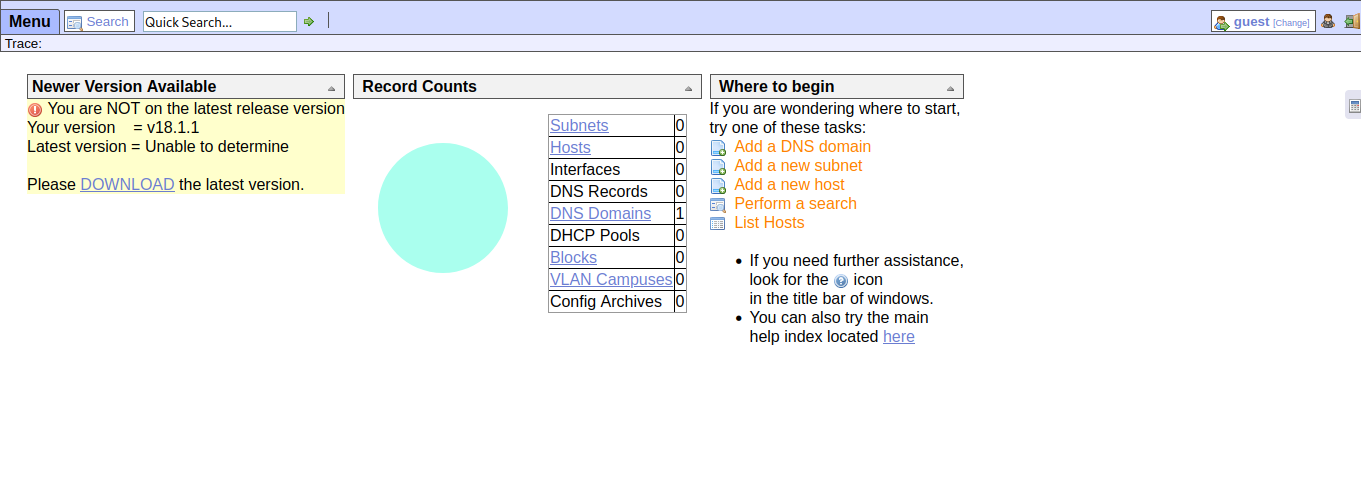 Menu Search Quick Search... guest [Change]
Trace:
Newer Version Available
You are NOT on the latest release version
Your version = v18.1.1
Latest version = Unable to determine
Please DOWNLOAD the latest version.
Record Counts
Subnets 0
Hosts 0
Interfaces 0
DNS Records 0
DNS Domains 1
DHCP Pools 0
Blocks 0
VLAN Campuses 0
Config Archives 0
Where to begin
If you are wondering where to start,
try one of these tasks:
Add a DNS domain
Add a new subnet
Add a new host
Perform a search
List Hosts
• If you need further assistance,
look for the ? icon
in the title bar of windows.
• You can also try the main
help index located here